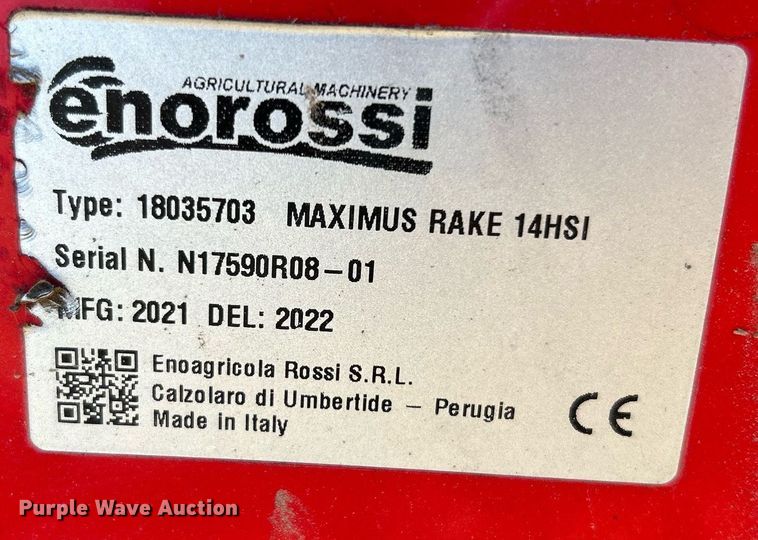 AGRICULTURAL MACHINERY
enorossi
Type: 18035703 MAXIMUS RAKE 14HSI
Serial N. N17590R08-01
MFG: 2021 DEL: 2022
Enoagricola Rossi S.R.L.
Calzolaro di Umbertide – Perugia
Made in Italy
CE
Purple Wave Auction